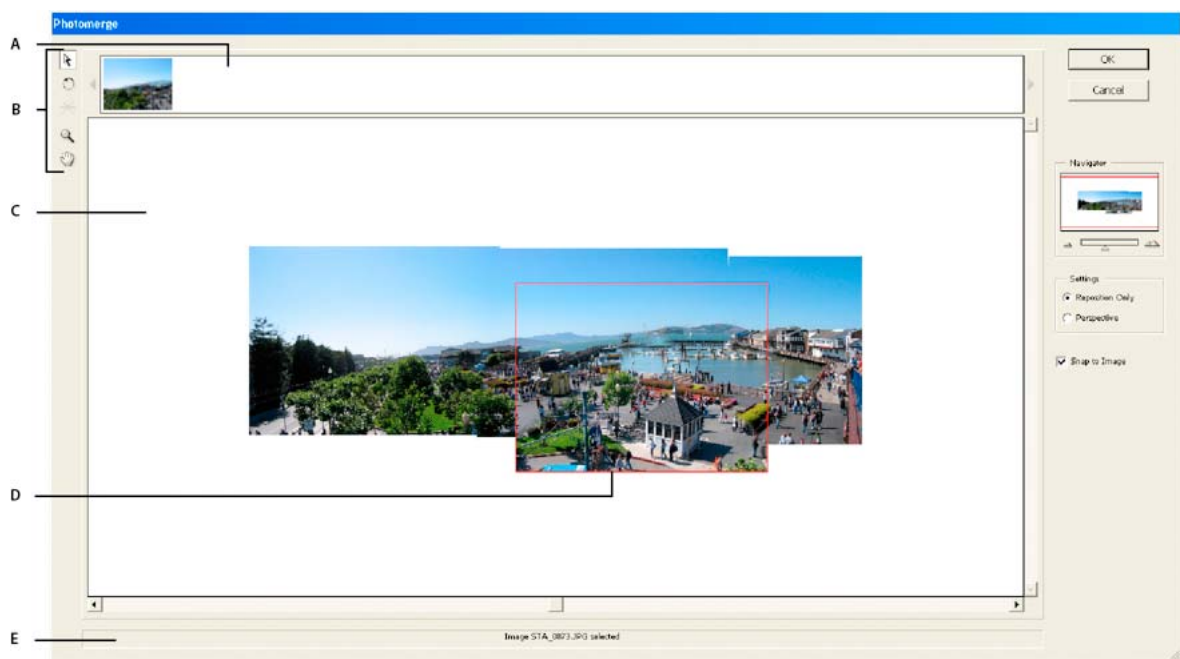 Photomerge
A
B
C
D
E
OK
Cancel
Navigator
Settings
Reposition Only
Perspective
Snap to Image
Image STA_0873.JPG selected